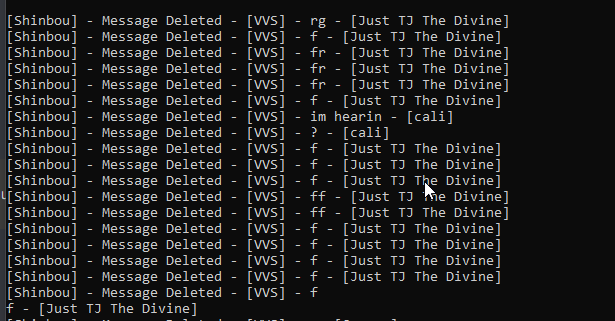 [Shinbou] - Message Deleted - [VVS] - rg - [Just TJ The Divine]
[Shinbou] - Message Deleted - [VVS] - f - [Just TJ The Divine]
[Shinbou] - Message Deleted - [VVS] - fr - [Just TJ The Divine]
[Shinbou] - Message Deleted - [VVS] - fr - [Just TJ The Divine]
[Shinbou] - Message Deleted - [VVS] - fr - [Just TJ The Divine]
[Shinbou] - Message Deleted - [VVS] - f - [Just TJ The Divine]
[Shinbou] - Message Deleted - [VVS] - im hearin - [cali]
[Shinbou] - Message Deleted - [VVS] - ? - [cali]
[Shinbou] - Message Deleted - [VVS] - f - [Just TJ The Divine]
[Shinbou] - Message Deleted - [VVS] - f - [Just TJ The Divine]
[Shinbou] - Message Deleted - [VVS] - f - [Just TJ The Divine]
[Shinbou] - Message Deleted - [VVS] - ff - [Just TJ The Divine]
[Shinbou] - Message Deleted - [VVS] - ff - [Just TJ The Divine]
[Shinbou] - Message Deleted - [VVS] - f - [Just TJ The Divine]
[Shinbou] - Message Deleted - [VVS] - f - [Just TJ The Divine]
[Shinbou] - Message Deleted - [VVS] - f - [Just TJ The Divine]
[Shinbou] - Message Deleted - [VVS] - f - [Just TJ The Divine]
[Shinbou] - Message Deleted - [VVS] - f
f - [Just TJ The Divine]